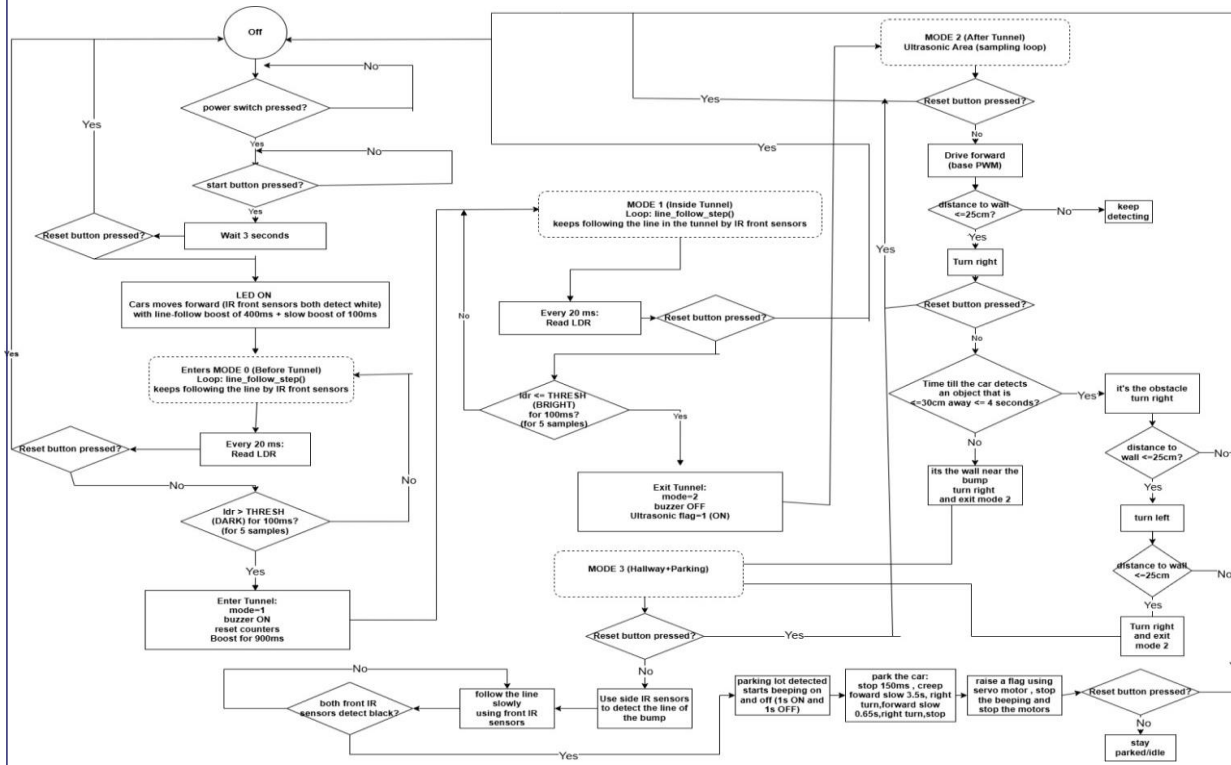 Off
No
power switch pressed?
Yes
No
start button pressed?
Yes
Yes
Reset button pressed?
Wait 3 seconds
LED ON
Cars moves forward (IR front sensors both detect white)
with line-follow boost of 400ms + slow boost of 100ms
Yes
Enters MODE 0 (Before Tunnel)
Loop: line_follow_step()
keeps following the line by IR front sensors
Reset button pressed?
Every 20 ms:
Read LDR
No
No
ldr > THRESH
(DARK) for 100ms?
(for 5 samples)
Yes
Enter Tunnel:
mode=1
buzzer ON
reset counters
Boost for 900ms
MODE 1 (Inside Tunnel)
Loop: line_follow_step()
keeps following the line in the tunnel by IR front sensors
Yes
No
Every 20 ms:
Read LDR
Reset button pressed?
ldr <= THRESH
(BRIGHT)
for 100ms?
(for 5 samples)
Yes
Exit Tunnel:
mode=2
buzzer OFF
Ultrasonic flag=1 (ON)
MODE 2 (After Tunnel)
Ultrasonic Area (sampling loop)
Yes
Reset button pressed?
No
Drive forward
(base PWM)
distance to wall
<=25cm?
No
keep
detecting
Yes
Yes
Turn right
Reset button pressed?
No
Time till the car detects
an object that is
<=30cm away <= 4 seconds?
Yes
it's the obstacle
turn right
No
distance to
wall <=25cm?
No
its the wall near the
bump
turn right
and exit mode 2
Yes
turn left
distance to wall
<=25cm
No
Yes
Turn right
and exit
mode 2
MODE 3 (Hallway+Parking)
Reset button pressed?
Yes
No
Use side IR sensors
to detect the line of
the bump
follow the line
slowly
using front IR
sensors
No
both front IR
sensors detect black?
Yes
parking lot detected
starts beeping on
and off (1s ON and
1s OFF)
park the car:
stop 150ms , creep
foward slow 3.5s, right
turn,forward slow
0.65s,right turn,stop
raise a flag using
servo motor , stop
the beeping and
stop the motors
Reset button pressed?
Yes
No
stay
parked/idle